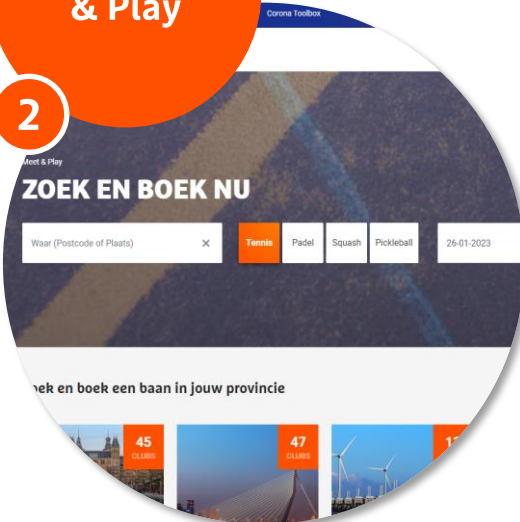 & Play
Corona Toolbox
2
Meet & Play
ZOEK EN BOEK NU
Waar (Postcode of Plaats) ×
Tennis Padel Squash Pickleball 26-01-2023
en boek een baan in jouw provincie
45
CLUBS
47
CLUBS